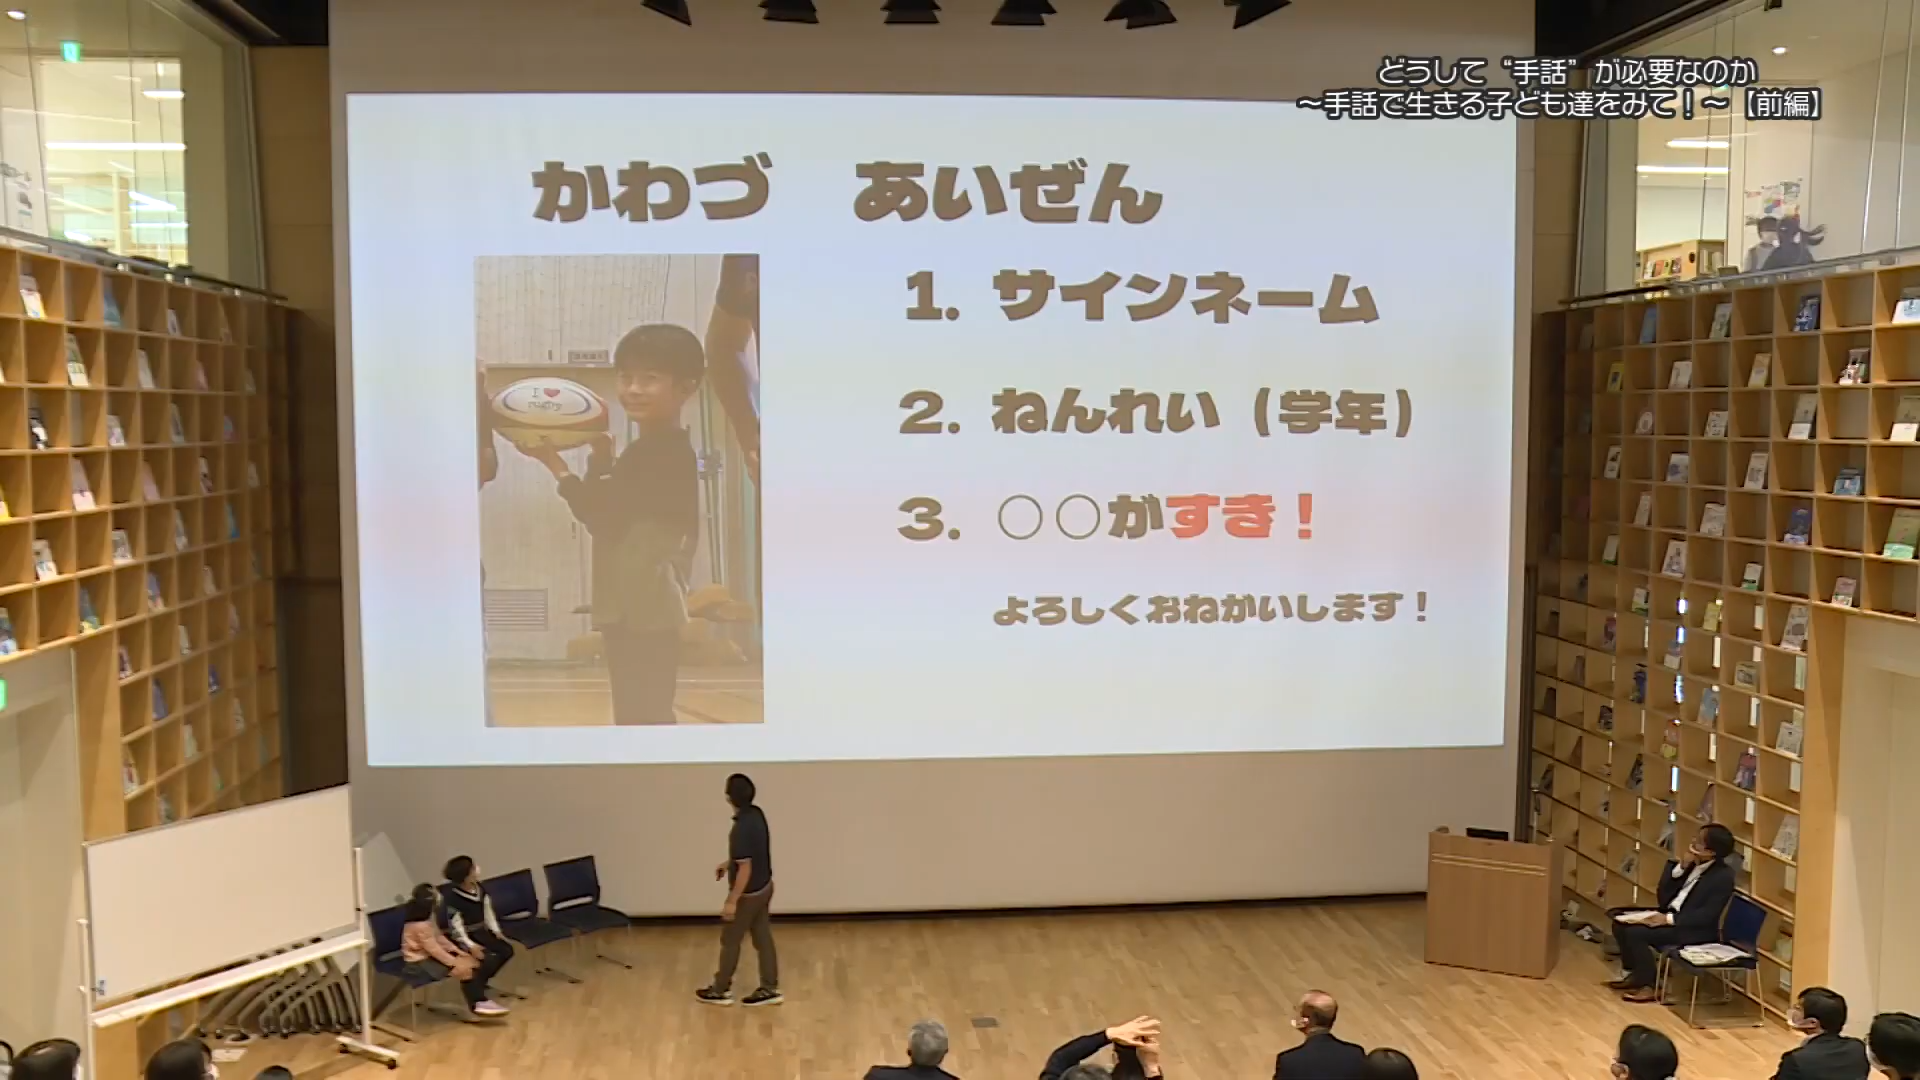 どうして“手話”が必要なのか
～手話で生きる子ども達をみて！～【前編】
かわづ　あいぜん
1. サインネーム
2. ねんれい（学年）
3. ○○がすき！
よろしくおねがいします！
I ❤
rugby